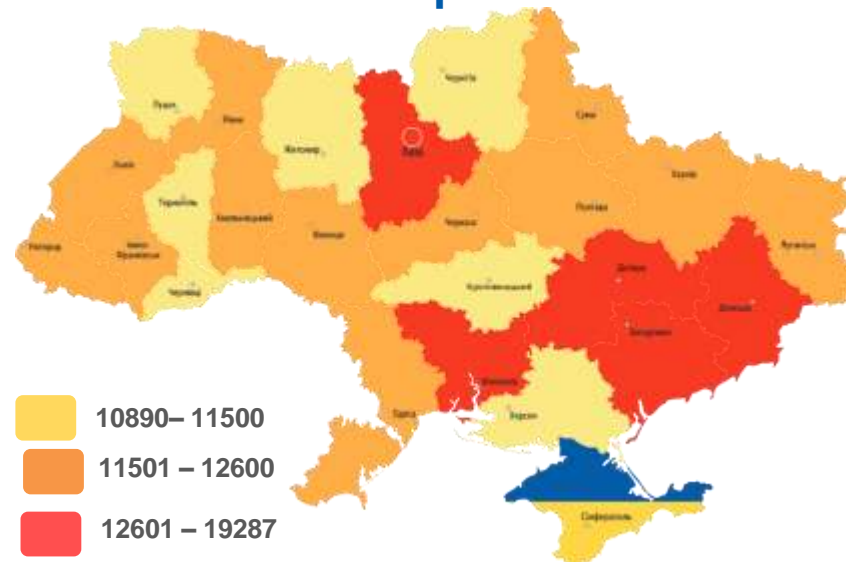 Чернігів
Луцьк
Рівне
Суми
Житомир
Київ
Львів
Харків
Тернопіль
Хмельницький
Полтава
Черкаси
Вінниця
Ужгород
Івано-
Франківськ
Луганськ
Дніпро
Кропивницький
Чернівці
Донецьк
Запоріжжя
Миколаїв
Одеса
Херсон
10890– 11500
11501 – 12600
12601 – 19287
Сімферополь